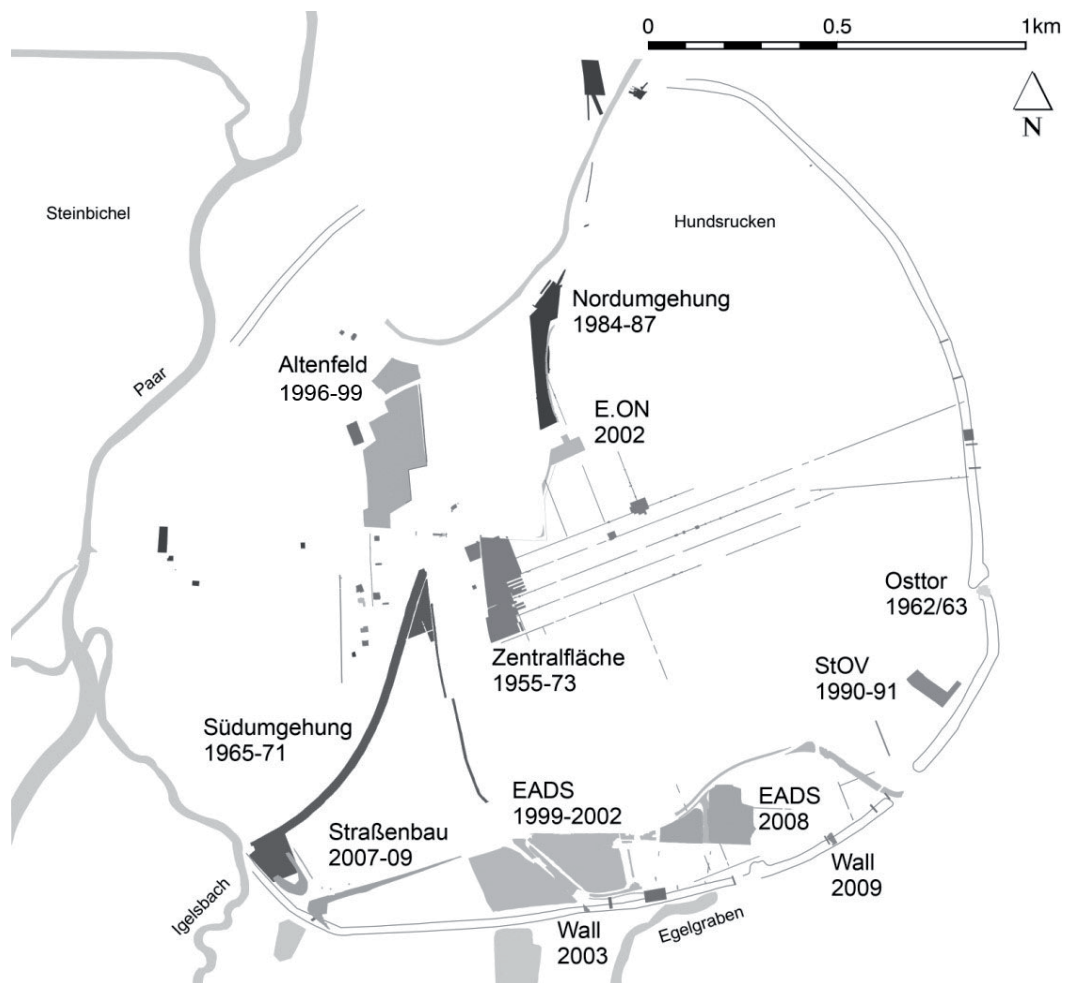 0 0.5 1km
N
Steinbichel
Hundsrucken
Nordumgehung
1984-87
Altenfeld
1996-99
Paar
E.ON
2002
Osttor
1962/63
Zentralfläche
1955-73
StOV
1990-91
Südumgehung
1965-71
EADS
1999-2002
EADS
2008
Straßenbau
2007-09
Wall
2009
Igelsbach
Egelgraben
Wall
2003